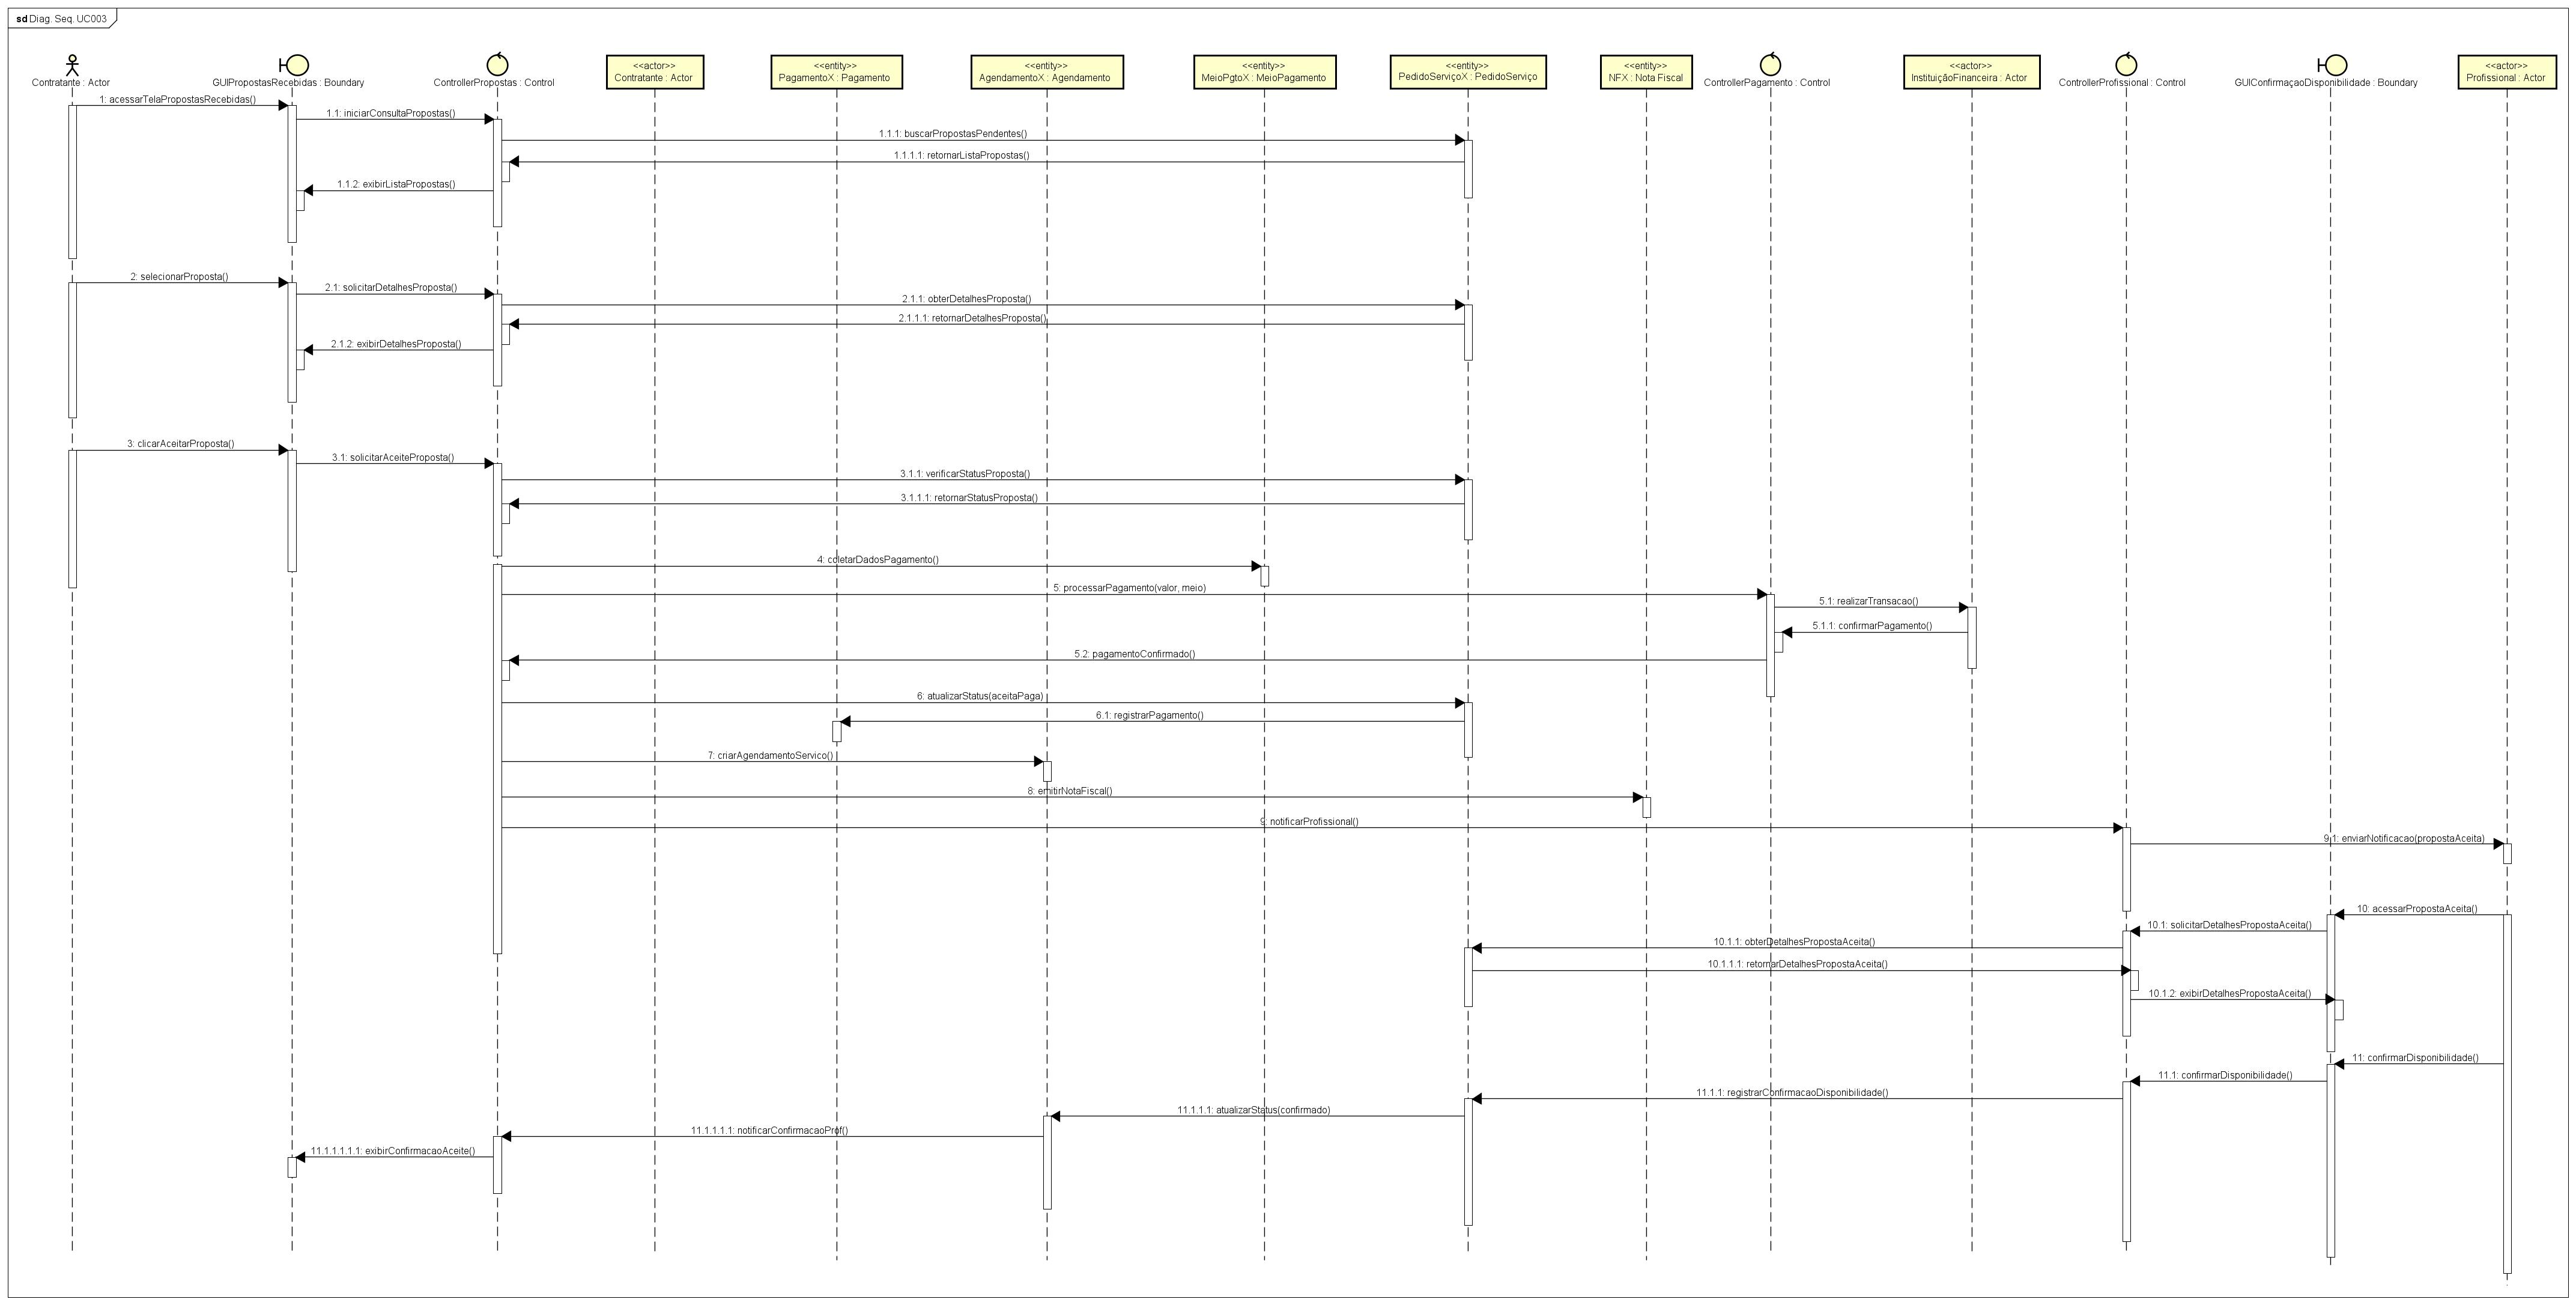 sd Diag. Seq. UC003
Contratante : Actor
GUIPropostasRecebidas : Boundary
ControllerPropostas : Control
<<actor>>
Contratante : Actor
<<entity>>
PagamentoX : Pagamento
<<entity>>
AgendamentoX : Agendamento
<<entity>>
MeioPgtoX : MeioPagamento
<<entity>>
PedidoServiçoX : PedidoServiço
<<entity>>
NFX : Nota Fiscal
ControllerPagamento : Control
<<actor>>
InstituiçãoFinanceira : Actor
ControllerProfissional : Control
GUIConfirmaçaoDisponibilidade : Boundary
<<actor>>
Profissional : Actor
1: acessarTelaPropostasRecebidas()
1.1: iniciarConsultaPropostas()
1.1.1: buscarPropostasPendentes()
1.1.1.1: retornarListaPropostas()
1.1.2: exibirListaPropostas()
2: selecionarProposta()
2.1: solicitarDetalhesProposta()
2.1.1: obterDetalhesProposta()
2.1.1.1: retornarDetalhesProposta()
2.1.2: exibirDetalhesProposta()
3: clicarAceitarProposta()
3.1: solicitarAceiteProposta()
3.1.1: verificarStatusProposta()
3.1.1.1: retornarStatusProposta()
4: coletarDadosPagamento()
5: processarPagamento(valor, meio)
5.1: realizarTransacao()
5.1.1: confirmarPagamento()
5.2: pagamentoConfirmado()
6: atualizarStatus(aceitaPaga)
6.1: registrarPagamento()
7: criarAgendamentoServico()
8: emitirNotaFiscal()
9: notificarProfissional()
9.1: enviarNotificacao(propostaAceita)
10: acessarPropostaAceita()
10.1: solicitarDetalhesPropostaAceita()
10.1.1: obterDetalhesPropostaAceita()
10.1.1.1: retornarDetalhesPropostaAceita()
10.1.2: exibirDetalhesPropostaAceita()
11: confirmarDisponibilidade()
11.1: confirmarDisponibilidade()
11.1.1: registrarConfirmacaoDisponibilidade()
11.1.1.1: atualizarStatus(confirmado)
11.1.1.1.1: notificarConfirmacaoProf()
11.1.1.1.1.1: exibirConfirmacaoAceite()